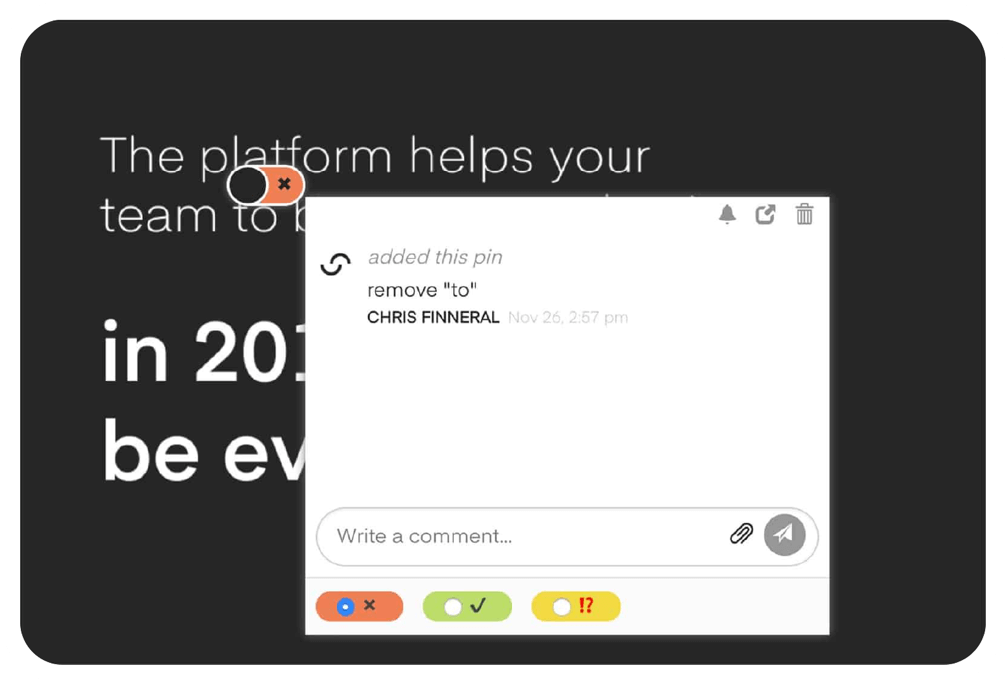 The platform helps your
team to b
in 201
be ev
added this pin
remove "to"
CHRIS FINNERAL Nov 26, 2:57 pm
Write a comment...
!?